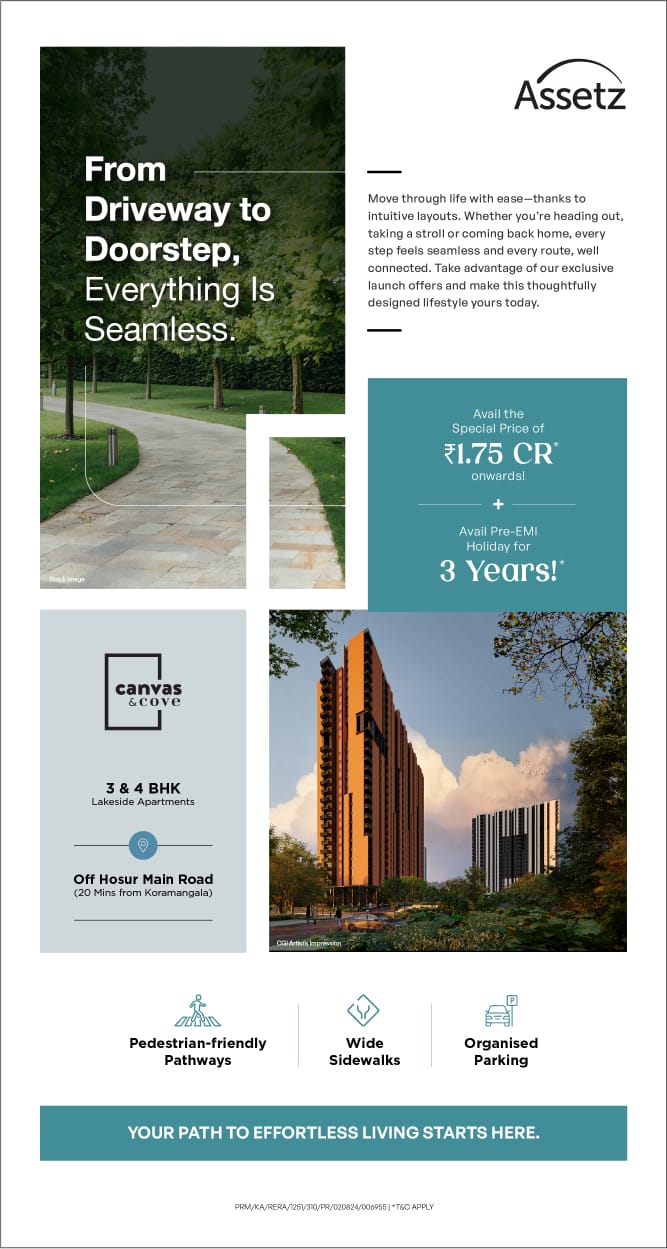 Assetz
From
Driveway to
Doorstep,
Everything Is
Seamless.
Stock Image
Move through life with ease—thanks to
intuitive layouts. Whether you’re heading out,
taking a stroll or coming back home, every
step feels seamless and every route, well
connected. Take advantage of our exclusive
launch offers and make this thoughtfully
designed lifestyle yours today.
Avail the
Special Price of
₹1.75 CR*
onwards!
+
Avail Pre-EMI
Holiday for
3 Years!*
canvas
&cove
3 & 4 BHK
Lakeside Apartments
Off Hosur Main Road
(20 Mins from Koramangala)
CGI Artist's Impression
P
Pedestrian-friendly
Pathways
Wide
Sidewalks
Organised
Parking
YOUR PATH TO EFFORTLESS LIVING STARTS HERE.
PRM/KA/RERA/1251/310/PR/020824/006955 | *T&C APPLY